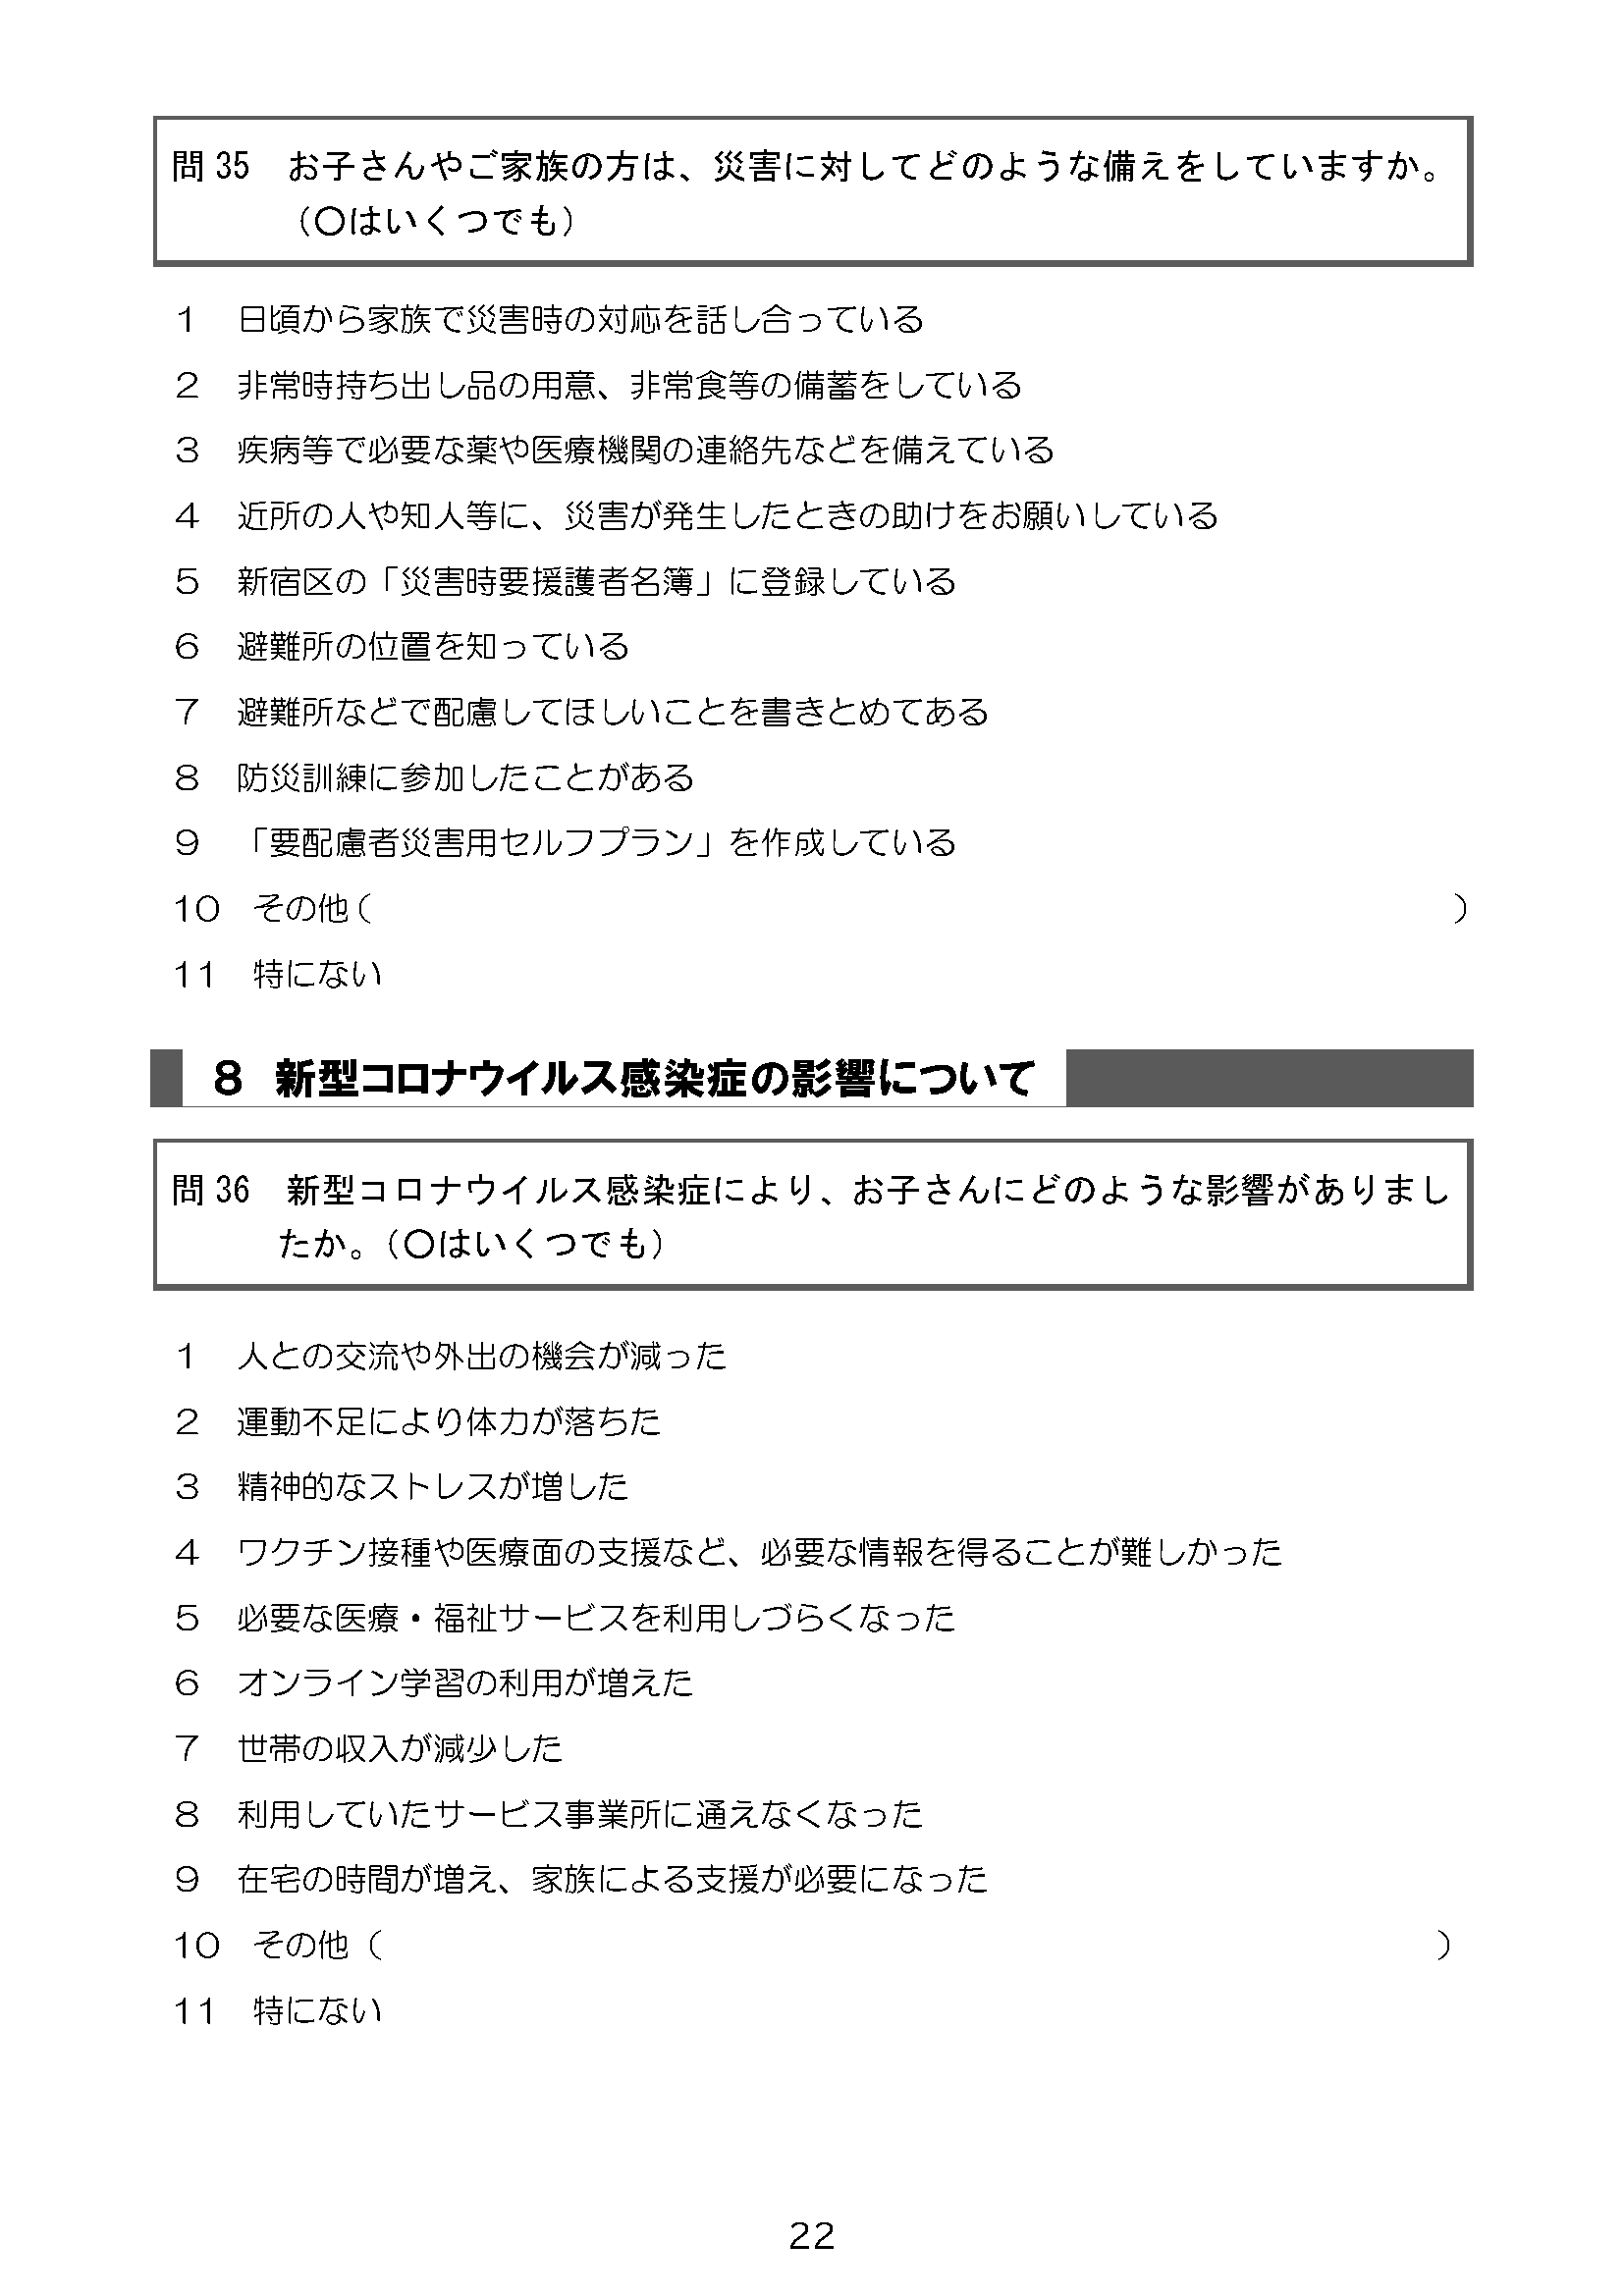 問 35　お子さんやご家族の方は、災害に対してどのような備えをしていますか。
（〇はいくつでも）
１　日頃から家族で災害時の対応を話し合っている
２　非常時持ち出し品の用意、非常食等の備蓄をしている
３　疾病等で必要な薬や医療機関の連絡先などを備えている
４　近所の人や知人等に、災害が発生したときの助けをお願いしている
５　新宿区の「災害時要援護者名簿」に登録している
６　避難所の位置を知っている
７　避難所などで配慮してほしいことを書きとめてある
８　防災訓練に参加したことがある
９　「要配慮者災害用セルフプラン」を作成している
10　その他（　　　　　　　　　　　　　　　　　　　　　　　　　　　　　　　　　）
11　特にない
８　新型コロナウイルス感染症の影響について
問 36　新型コロナウイルス感染症により、お子さんにどのような影響がありまし
たか。（〇はいくつでも）
１　人との交流や外出の機会が減った
２　運動不足により体力が落ちた
３　精神的なストレスが増した
４　ワクチン接種や医療面の支援など、必要な情報を得ることが難しかった
５　必要な医療・福祉サービスを利用しづらくなった
６　オンライン学習の利用が増えた
７　世帯の収入が減少した
８　利用していたサービス事業所に通えなくなった
９　在宅の時間が増え、家族による支援が必要になった
10　その他（　　　　　　　　　　　　　　　　　　　　　　　　　　　　　　　　）
11　特にない
22